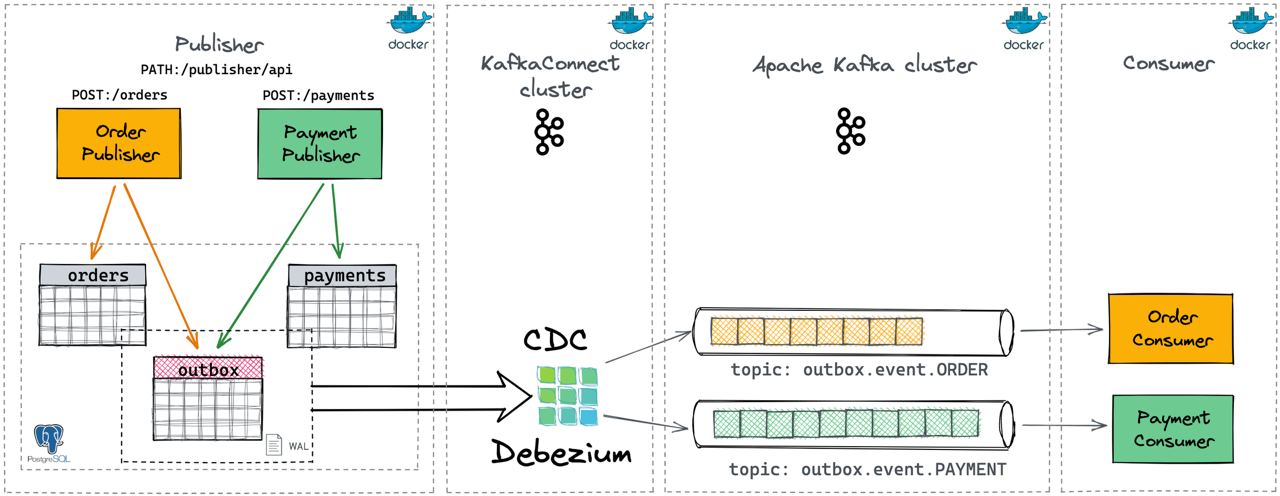 docker
Publisher
PATH:/publisher/api
POST:/orders
POST:/payments
Order
Publisher
Payment
Publisher
orders
payments
outbox
PostgreSQL
WAL
docker
KafkaConnect
cluster
CDC
Debezium
docker
Apache Kafka cluster
topic: outbox.event.ORDER
topic: outbox.event.PAYMENT
docker
Consumer
Order
Consumer
Payment
Consumer